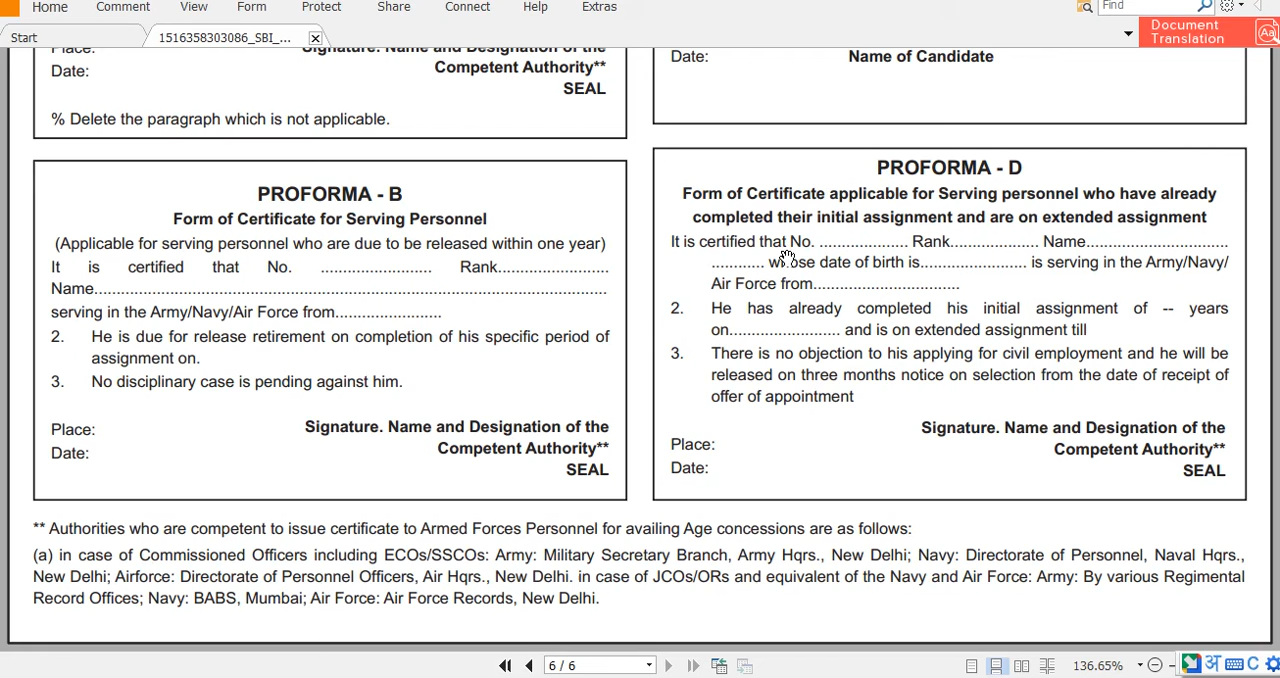 Home Comment View Form Protect Share Connect Help Extras Find
Start 1516358303086_SBI_... Document
Translation
Place: Signature. Name and Designation of the
Date: Competent Authority**
SEAL
% Delete the paragraph which is not applicable.
Date: Name of Candidate
PROFORMA - B
Form of Certificate for Serving Personnel
(Applicable for serving personnel who are due to be released within one year)
It is certified that No. .................... Rank.........................
Name.......................................................................................................................
serving in the Army/Navy/Air Force from........................
2. He is due for release retirement on completion of his specific period of
assignment on.
3. No disciplinary case is pending against him.
Place: Signature. Name and Designation of the
Date: Competent Authority**
SEAL
PROFORMA - D
Form of Certificate applicable for Serving personnel who have already
completed their initial assignment and are on extended assignment
It is certified that No. .................... Rank.................... Name................................
............ whose date of birth is........................ is serving in the Army/Navy/
Air Force from.................................
2. He has already completed his initial assignment of -- years
on......................... and is on extended assignment till
3. There is no objection to his applying for civil employment and he will be
released on three months notice on selection from the date of receipt of
offer of appointment
Place: Signature. Name and Designation of the
Date: Competent Authority**
SEAL
** Authorities who are competent to issue certificate to Armed Forces Personnel for availing Age concessions are as follows:
(a) in case of Commissioned Officers including ECOs/SSCOs: Army: Military Secretary Branch, Army Hqrs., New Delhi; Navy: Directorate of Personnel, Naval Hqrs.,
New Delhi; Airforce: Directorate of Personnel Officers, Air Hqrs., New Delhi. in case of JCOs/ORs and equivalent of the Navy and Air Force: Army: By various Regimental
Record Offices; Navy: BABS, Mumbai; Air Force: Air Force Records, New Delhi.
6 / 6 136.65% अ C